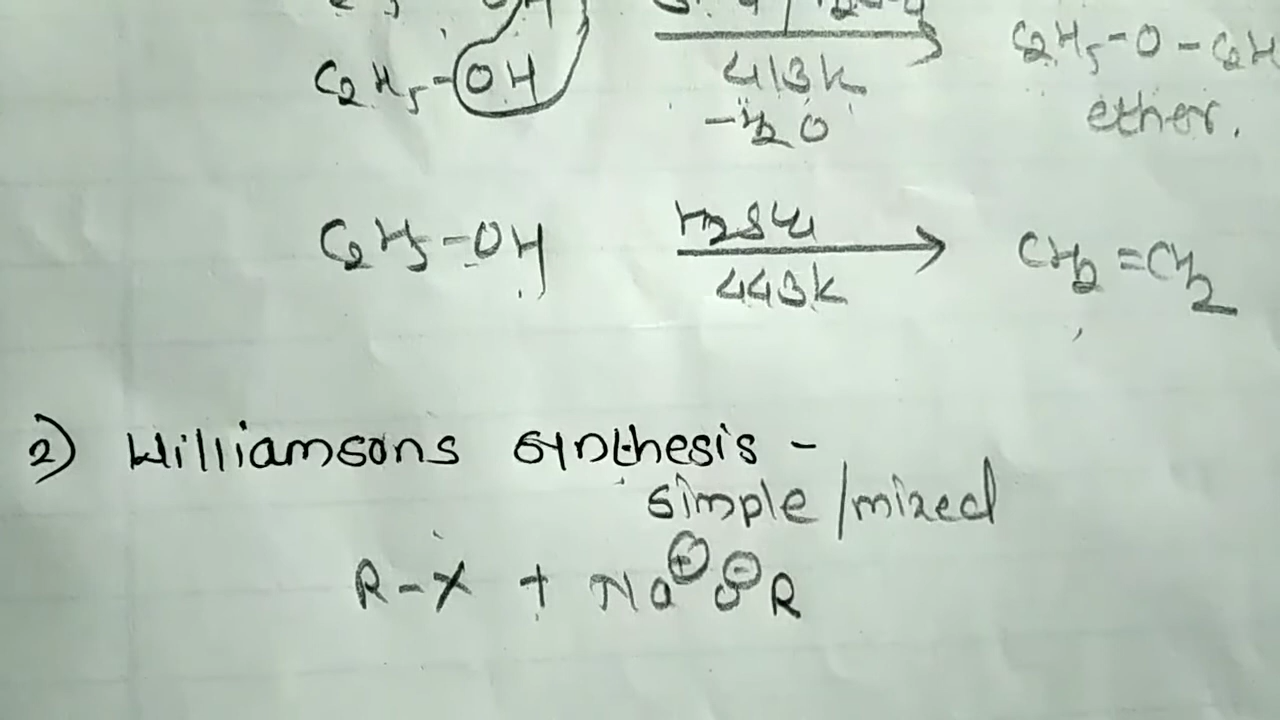 C2H5-OH 413K C2H5-O-C2H
-H2O ether.
C2H5-OH H2SO4 CH2=CH2
443K
2) Williamsons synthesis -
simple/mixed
R-X + Na⊕ O⊖ R